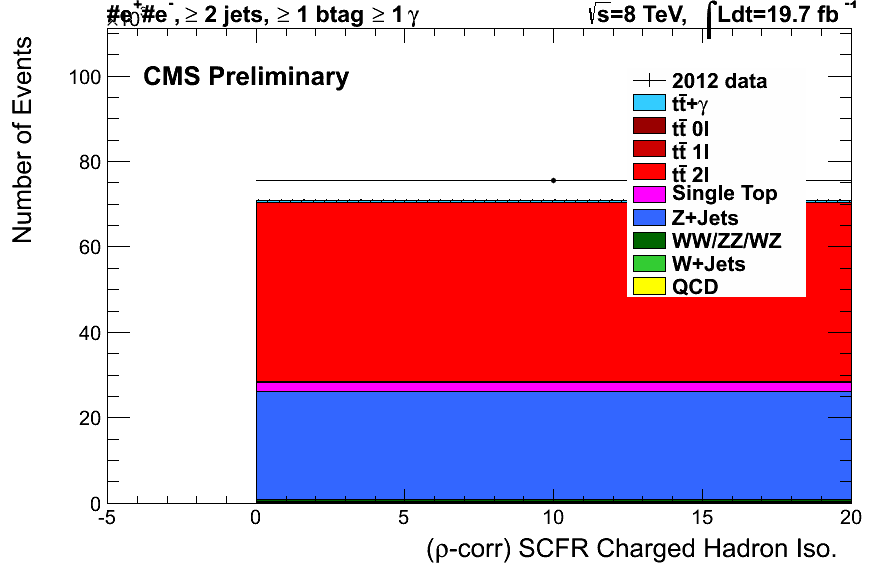 #e+#e-, ≥ 2 jets, ≥ 1 btag ≥ 1 γ
√s=8 TeV, ∫Ldt=19.7 fb-1
CMS Preliminary
2012 data
tt̄+γ
tt̄ 0l
tt̄ 1l
tt̄ 2l
Single Top
Z+Jets
WW/ZZ/WZ
W+Jets
QCD
Number of Events
100
80
60
40
20
0
-5 0 5 10 15 20
(ρ-corr) SCFR Charged Hadron Iso.